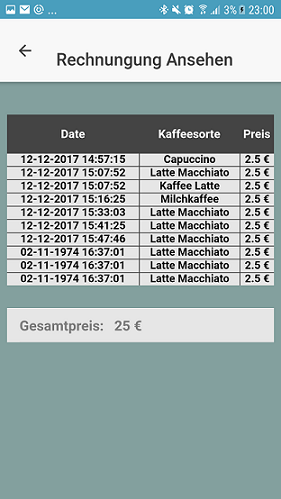 ... 3% 23:00
Rechnungung Ansehen
Date Kaffeesorte Preis
12-12-2017 14:57:15 Capuccino 2.5 €
12-12-2017 15:07:52 Latte Macchiato 2.5 €
12-12-2017 15:07:52 Kaffee Latte 2.5 €
12-12-2017 15:16:25 Milchkaffee 2.5 €
12-12-2017 15:33:03 Latte Macchiato 2.5 €
12-12-2017 15:41:25 Latte Macchiato 2.5 €
12-12-2017 15:47:46 Latte Macchiato 2.5 €
02-11-1974 16:37:01 Latte Macchiato 2.5 €
02-11-1974 16:37:01 Latte Macchiato 2.5 €
02-11-1974 16:37:01 Latte Macchiato 2.5 €
Gesamtpreis: 25 €